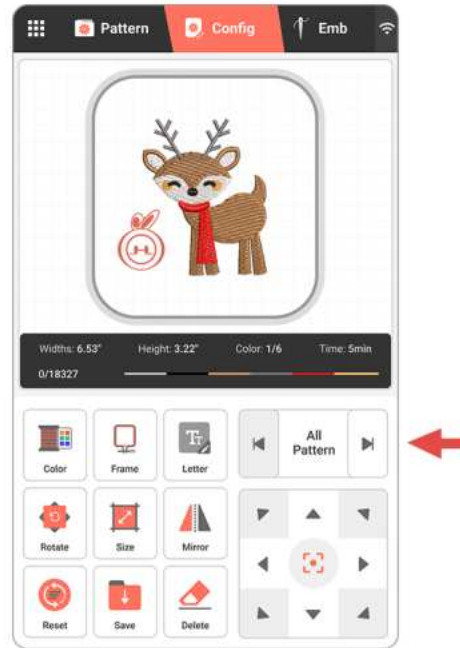 Pattern
Config
Emb
Widths: 6.53"
Height: 3.22"
Color: 1/6
Time: 5min
0/18327
Color
Frame
Letter
All
Pattern
Rotate
Size
Mirror
Reset
Save
Delete